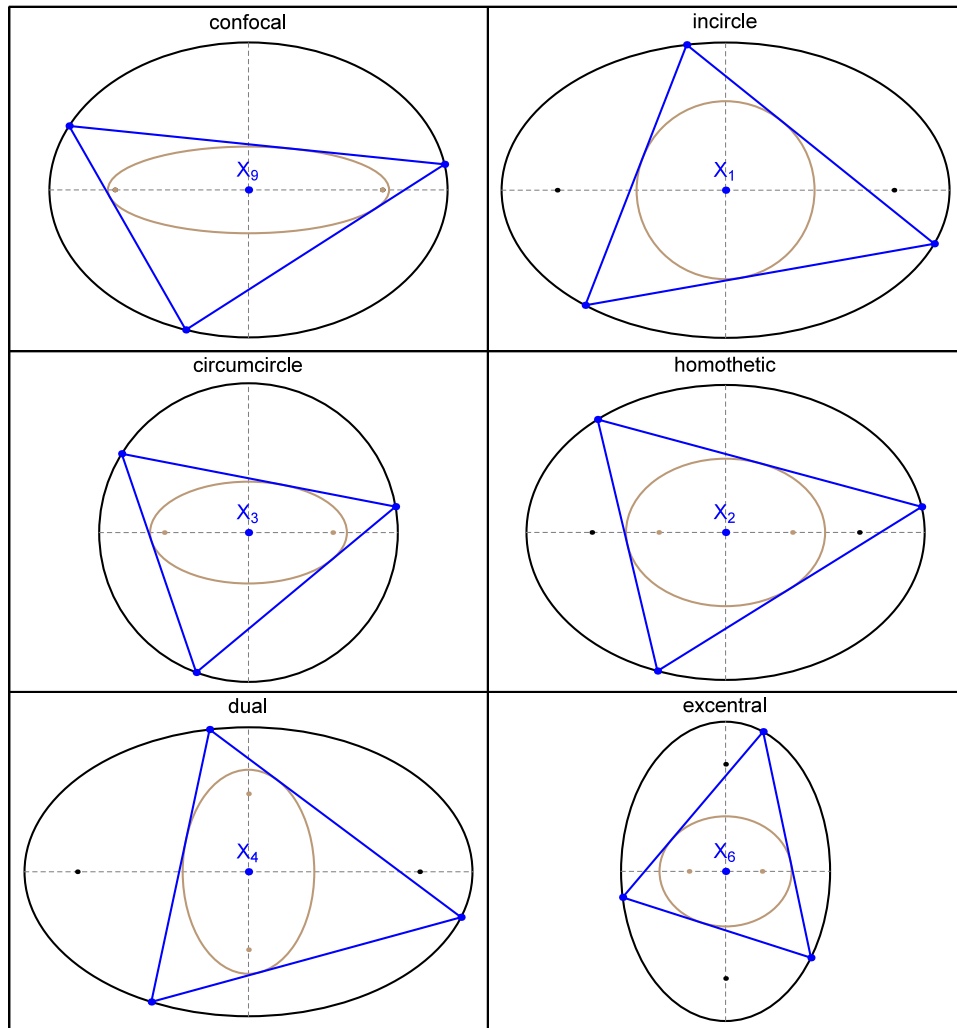 confocal
incircle
X₉
X₁
circumcircle
homothetic
X₃
X₂
dual
excentral
X₄
X₆